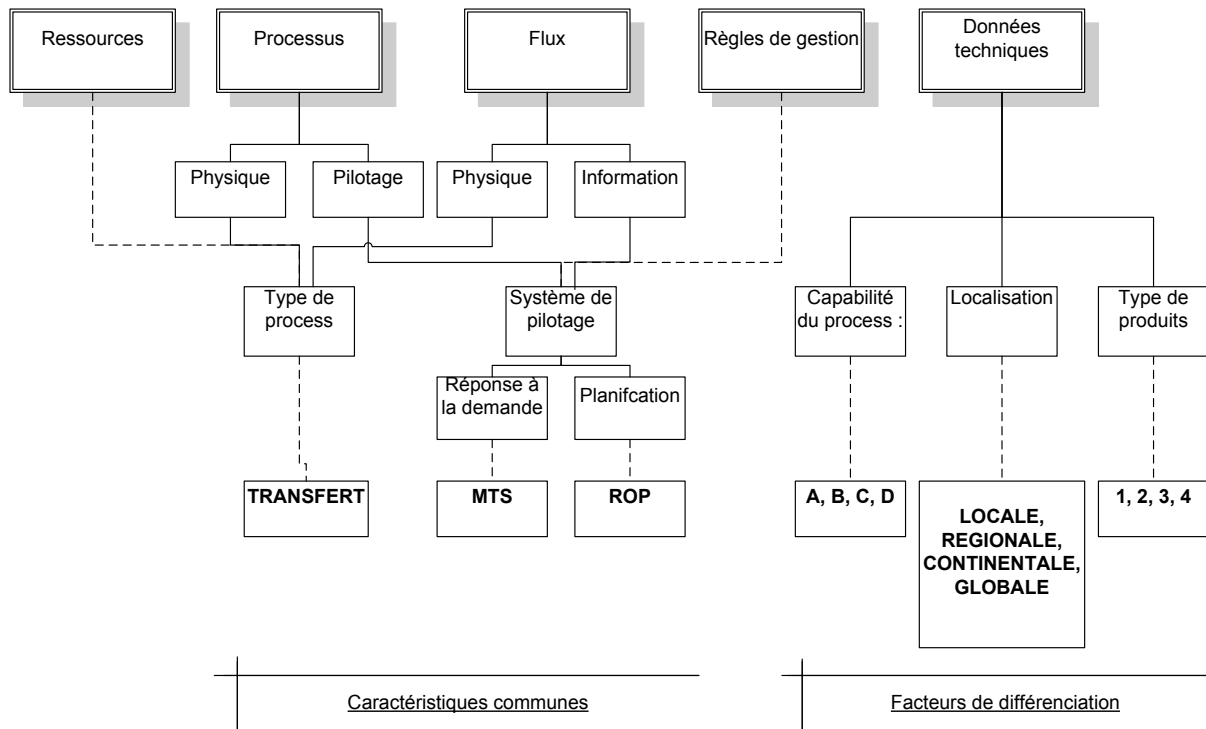 Ressources
Processus
Flux
Règles de gestion
Données
techniques
Physique
Pilotage
Physique
Information
Type de
process
Système de
pilotage
Capabilité
du process :
Localisation
Type de
produits
Réponse à
la demande
Planifcation
TRANSFERT
MTS
ROP
A, B, C, D
LOCALE,
REGIONALE,
CONTINENTALE,
GLOBALE
1, 2, 3, 4
Caractéristiques communes
Facteurs de différenciation